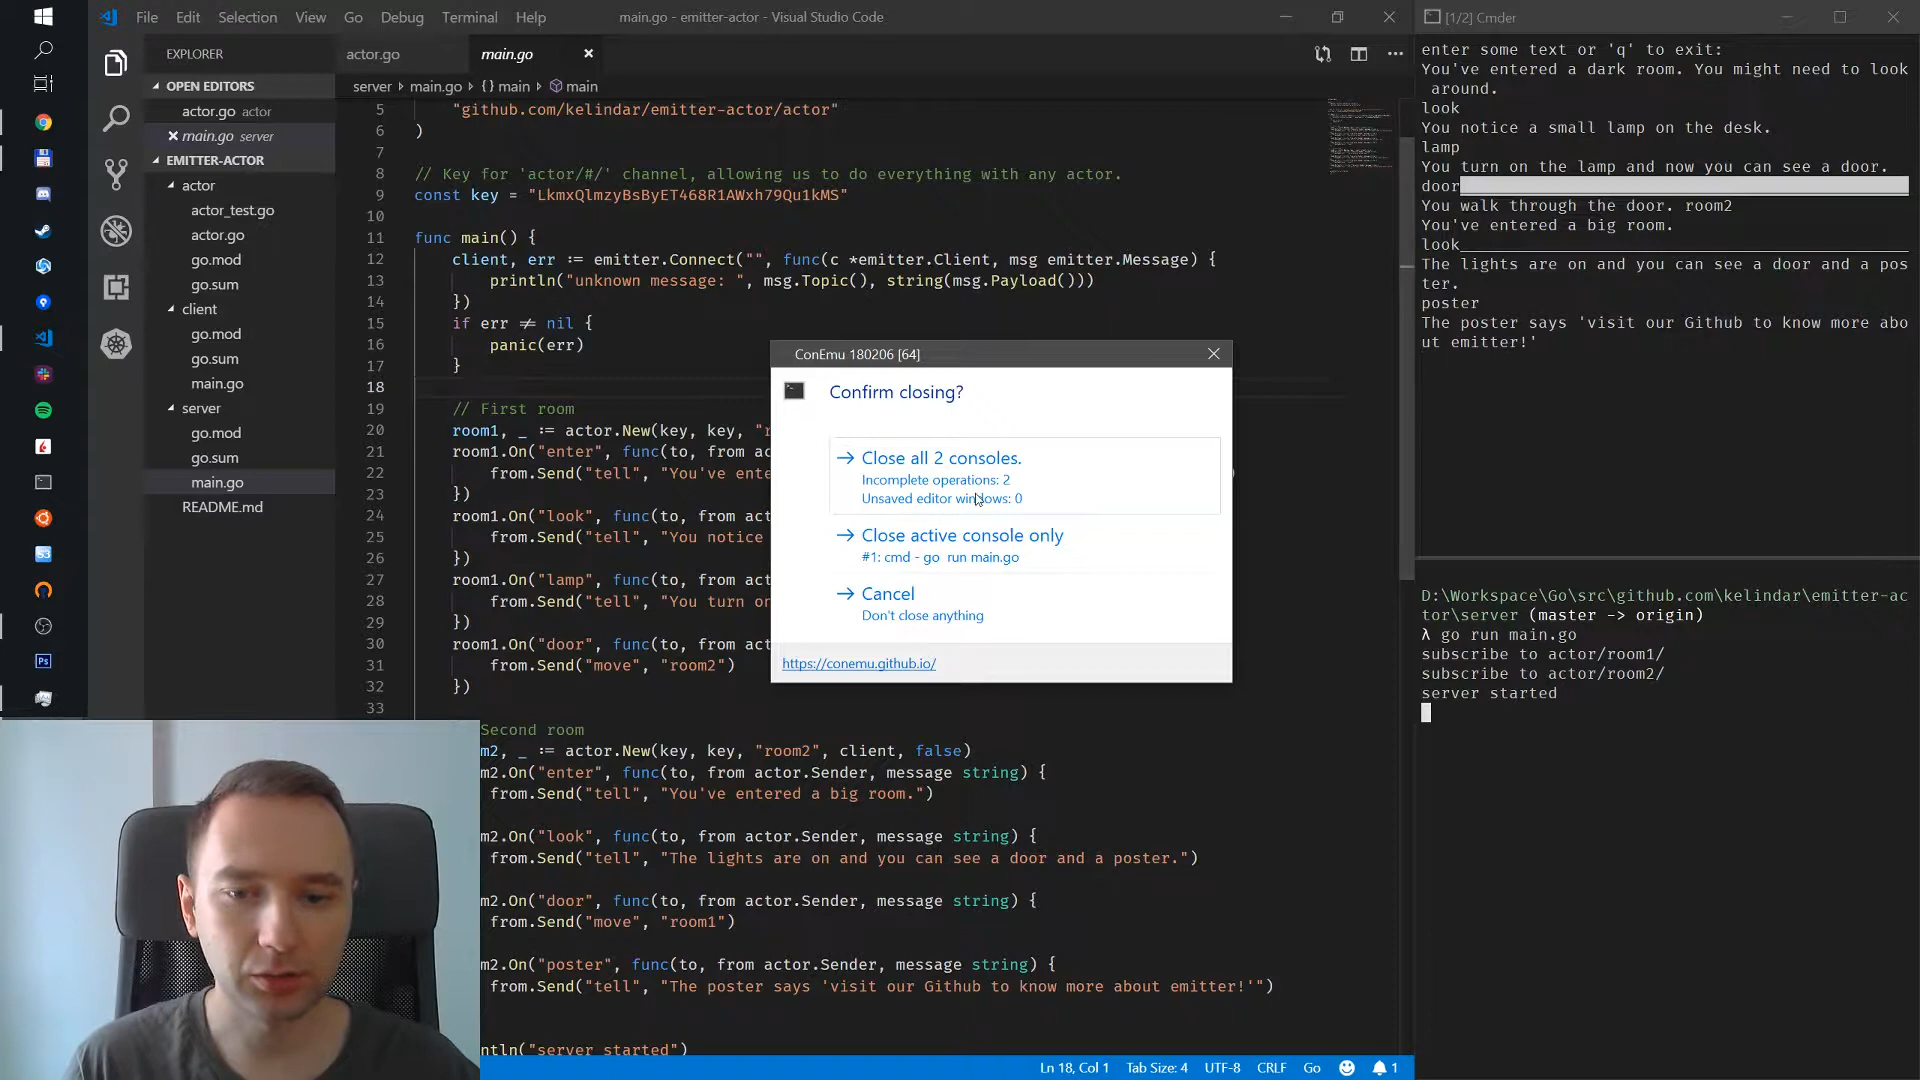 File Edit Selection View Go Debug Terminal Help
main.go - emitter-actor - Visual Studio Code
EXPLORER
OPEN EDITORS
actor.go actor
main.go server
EMITTER-ACTOR
actor
actor_test.go
actor.go
go.mod
go.sum
client
go.mod
go.sum
main.go
server
go.mod
go.sum
main.go
README.md
actor.go
main.go
server › main.go › {} main › main
5 "github.com/kelindar/emitter-actor/actor"
6 )
7
8 // Key for 'actor/#/' channel, allowing us to do everything with any actor.
9 const key = "LkmxQlmzyBsByET468R1AWxh79Qu1kMS"
10
11 func main() {
12 client, err := emitter.Connect("", func(c *emitter.Client, msg emitter.Message) {
13 println("unknown message: ", msg.Topic(), string(msg.Payload()))
14 })
15 if err ≠ nil {
16 panic(err)
17 }
18
19 // First room
20 room1, _ := actor.New(key, key, "r
21 room1.On("enter", func(to, from ac
22 from.Send("tell", "You've ente
23 })
24 room1.On("look", func(to, from act
25 from.Send("tell", "You notice
26 })
27 room1.On("lamp", func(to, from act
28 from.Send("tell", "You turn on
29 })
30 room1.On("door", func(to, from act
31 from.Send("move", "room2")
32 })
33
Second room
m2, _ := actor.New(key, key, "room2", client, false)
m2.On("enter", func(to, from actor.Sender, message string) {
from.Send("tell", "You've entered a big room.")
m2.On("look", func(to, from actor.Sender, message string) {
from.Send("tell", "The lights are on and you can see a door and a poster.")
m2.On("door", func(to, from actor.Sender, message string) {
from.Send("move", "room1")
m2.On("poster", func(to, from actor.Sender, message string) {
from.Send("tell", "The poster says 'visit our Github to know more about emitter!'")
ntln("server started")
Ln 18, Col 1 Tab Size: 4 UTF-8 CRLF Go 1
ConEmu 180206 [64]
Confirm closing?
Close all 2 consoles.
Incomplete operations: 2
Unsaved editor windows: 0
Close active console only
#1: cmd - go run main.go
Cancel
Don't close anything
https://conemu.github.io/
[1/2] Cmder
enter some text or 'q' to exit:
You've entered a dark room. You might need to look
around.
look
You notice a small lamp on the desk.
lamp
You turn on the lamp and now you can see a door.
door
You walk through the door. room2
You've entered a big room.
look
The lights are on and you can see a door and a pos
ter.
poster
The poster says 'visit our Github to know more abo
ut emitter!'
D:\Workspace\Go\src\github.com\kelindar\emitter-ac
tor\server (master -> origin)
λ go run main.go
subscribe to actor/room1/
subscribe to actor/room2/
server started